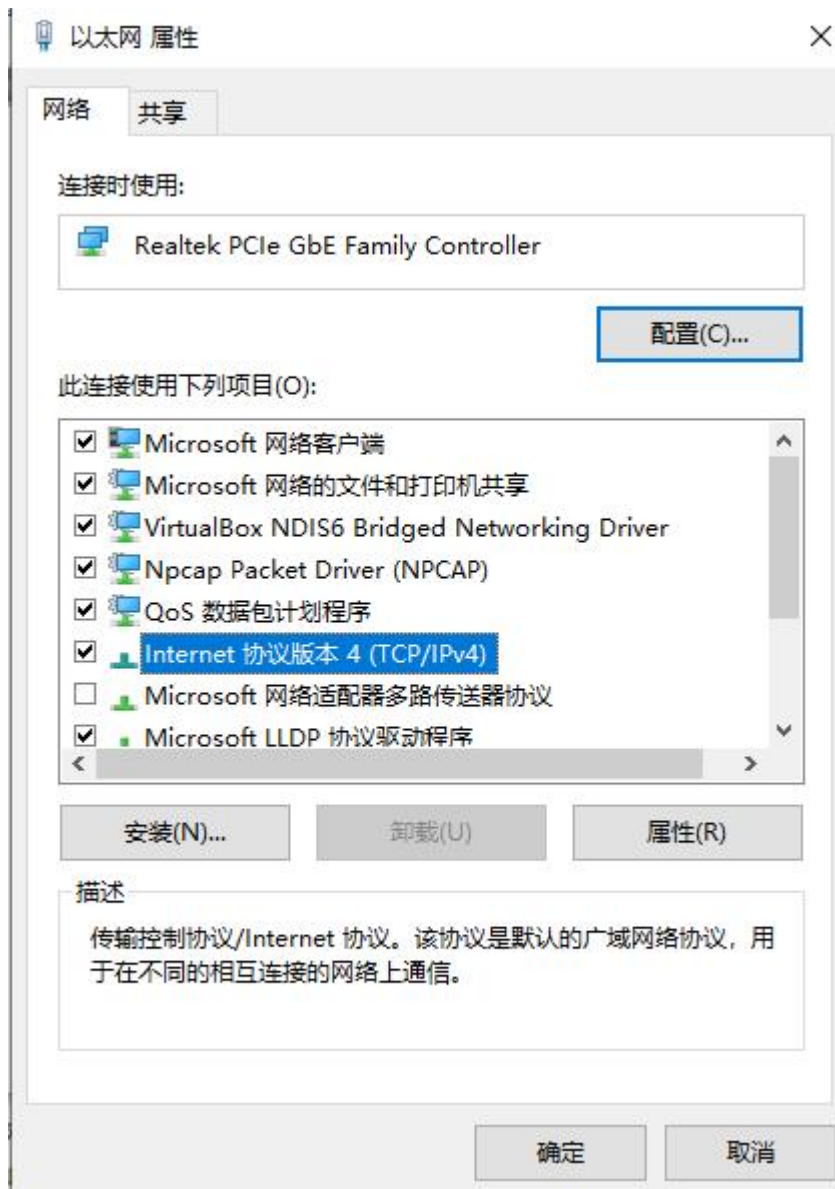 以太网 属性
网络
共享
连接时使用:
Realtek PCIe GbE Family Controller
配置(C)...
此连接使用下列项目(O):
Microsoft 网络客户端
Microsoft 网络的文件和打印机共享
VirtualBox NDIS6 Bridged Networking Driver
Npcap Packet Driver (NPCAP)
QoS 数据包计划程序
Internet 协议版本 4 (TCP/IPv4)
Microsoft 网络适配器多路传送器协议
Microsoft LLDP 协议驱动程序
安装(N)...
卸载(U)
属性(R)
描述
传输控制协议/Internet 协议。该协议是默认的广域网络协议，用
于在不同的相互连接的网络上通信。
确定
取消